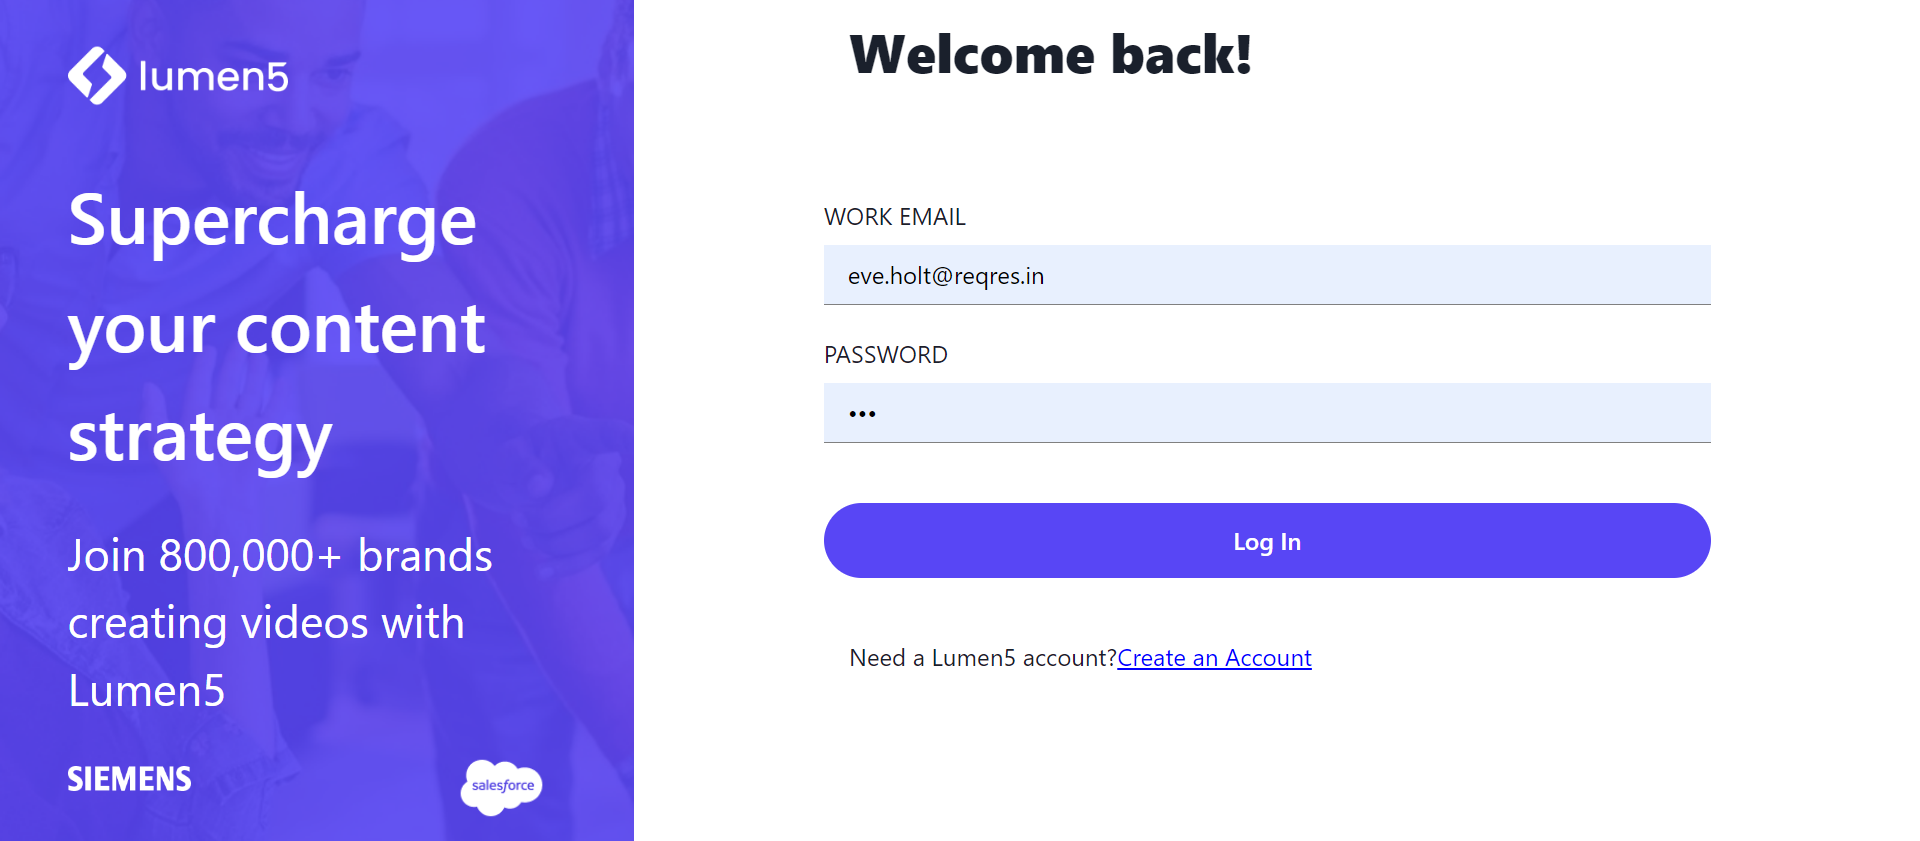 lumen5
Supercharge
your content
strategy
Join 800,000+ brands
creating videos with
Lumen5
SIEMENS
salesforce
Welcome back!
WORK EMAIL
eve.holt@reqres.in
PASSWORD
•••
Log In
Need a Lumen5 account?Create an Account